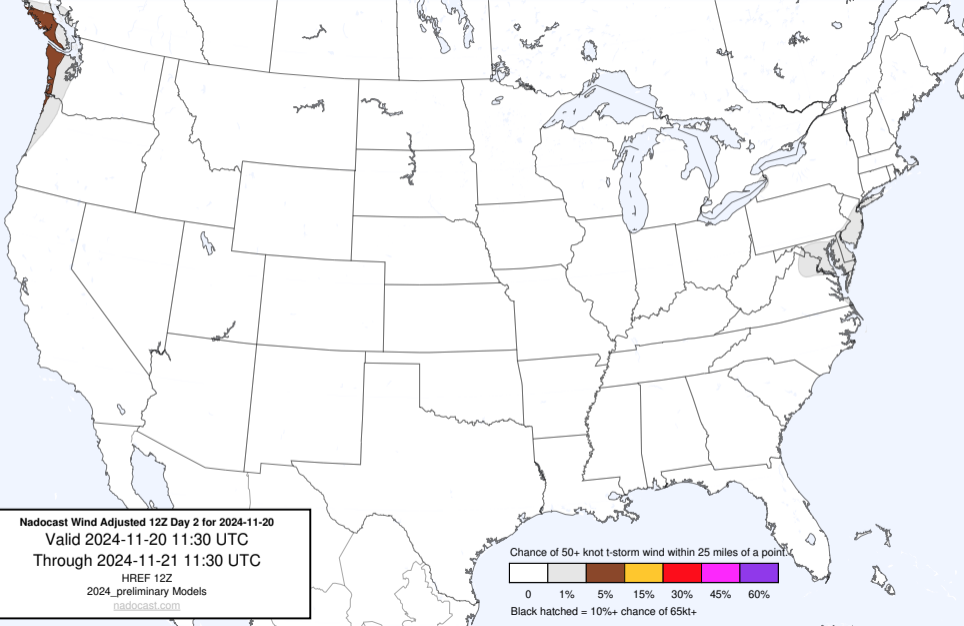 Nadocast Wind Adjusted 12Z Day 2 for 2024-11-20
Valid 2024-11-20 11:30 UTC
Through 2024-11-21 11:30 UTC
HREF 12Z
2024_preliminary Models
nadocast.com
Chance of 50+ knot t-storm wind within 25 miles of a point.
0 1% 5% 15% 30% 45% 60%
Black hatched = 10%+ chance of 65kt+